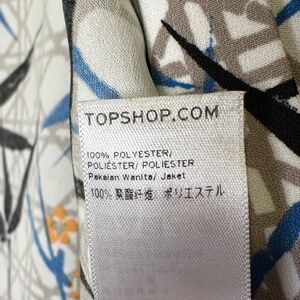 TOPSHOP.COM
100% POLYESTER/
POLIÉSTER/ POLIESTER
Pakaian Wanita/ Jaket
100% 聚酯纤维 ポリエステル